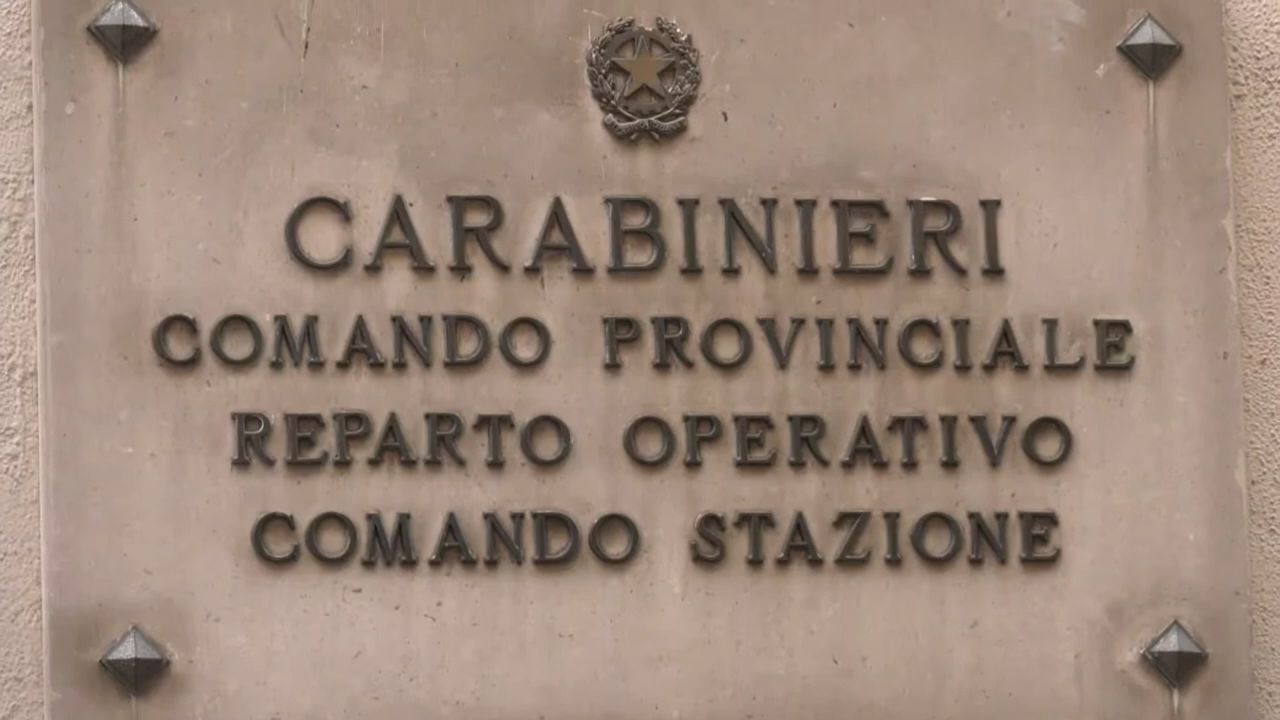 CARABINIERI
COMANDO PROVINCIALE
REPARTO OPERATIVO
COMANDO STAZIONE